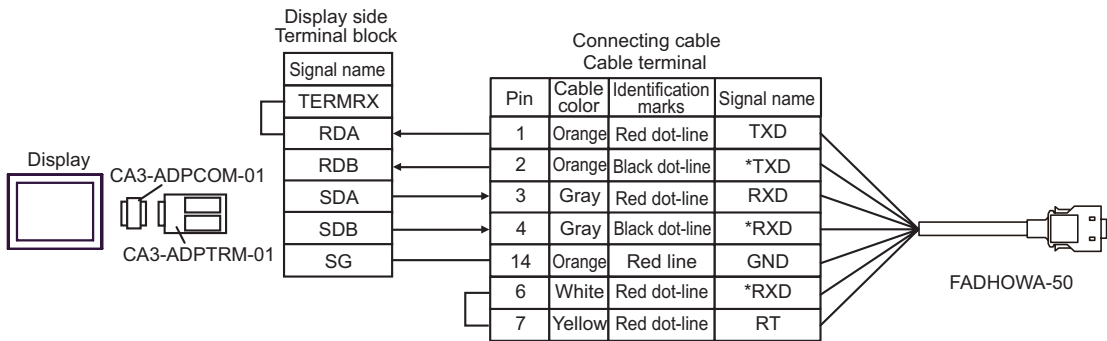 Display side
Terminal block
Signal name
TERMRX
RDA
RDB
SDA
SDB
SG
Display
CA3-ADPCOM-01
CA3-ADPTRM-01
Connecting cable
Cable terminal
Pin Cable color Identification marks Signal name
1 Orange Red dot-line TXD
2 Orange Black dot-line *TXD
3 Gray Red dot-line RXD
4 Gray Black dot-line *RXD
14 Orange Red line GND
6 White Red dot-line *RXD
7 Yellow Red dot-line RT
FADHOWA-50